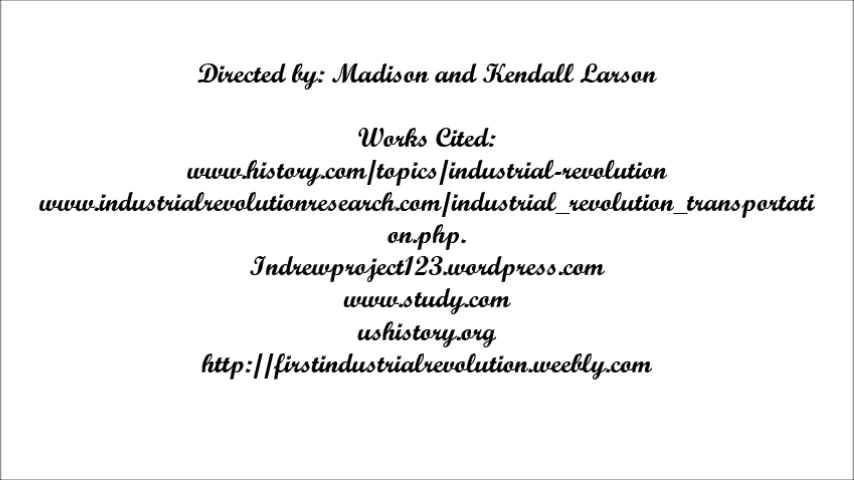 Directed by: Madison and Kendall Larson
Works Cited:
www.history.com/topics/industrial-revolution
www.industrialrevolutionresearch.com/industrial_revolution_transportati
on.php.
Indrewproject123.wordpress.com
www.study.com
ushistory.org
http://firstindustrialrevolution.weebly.com